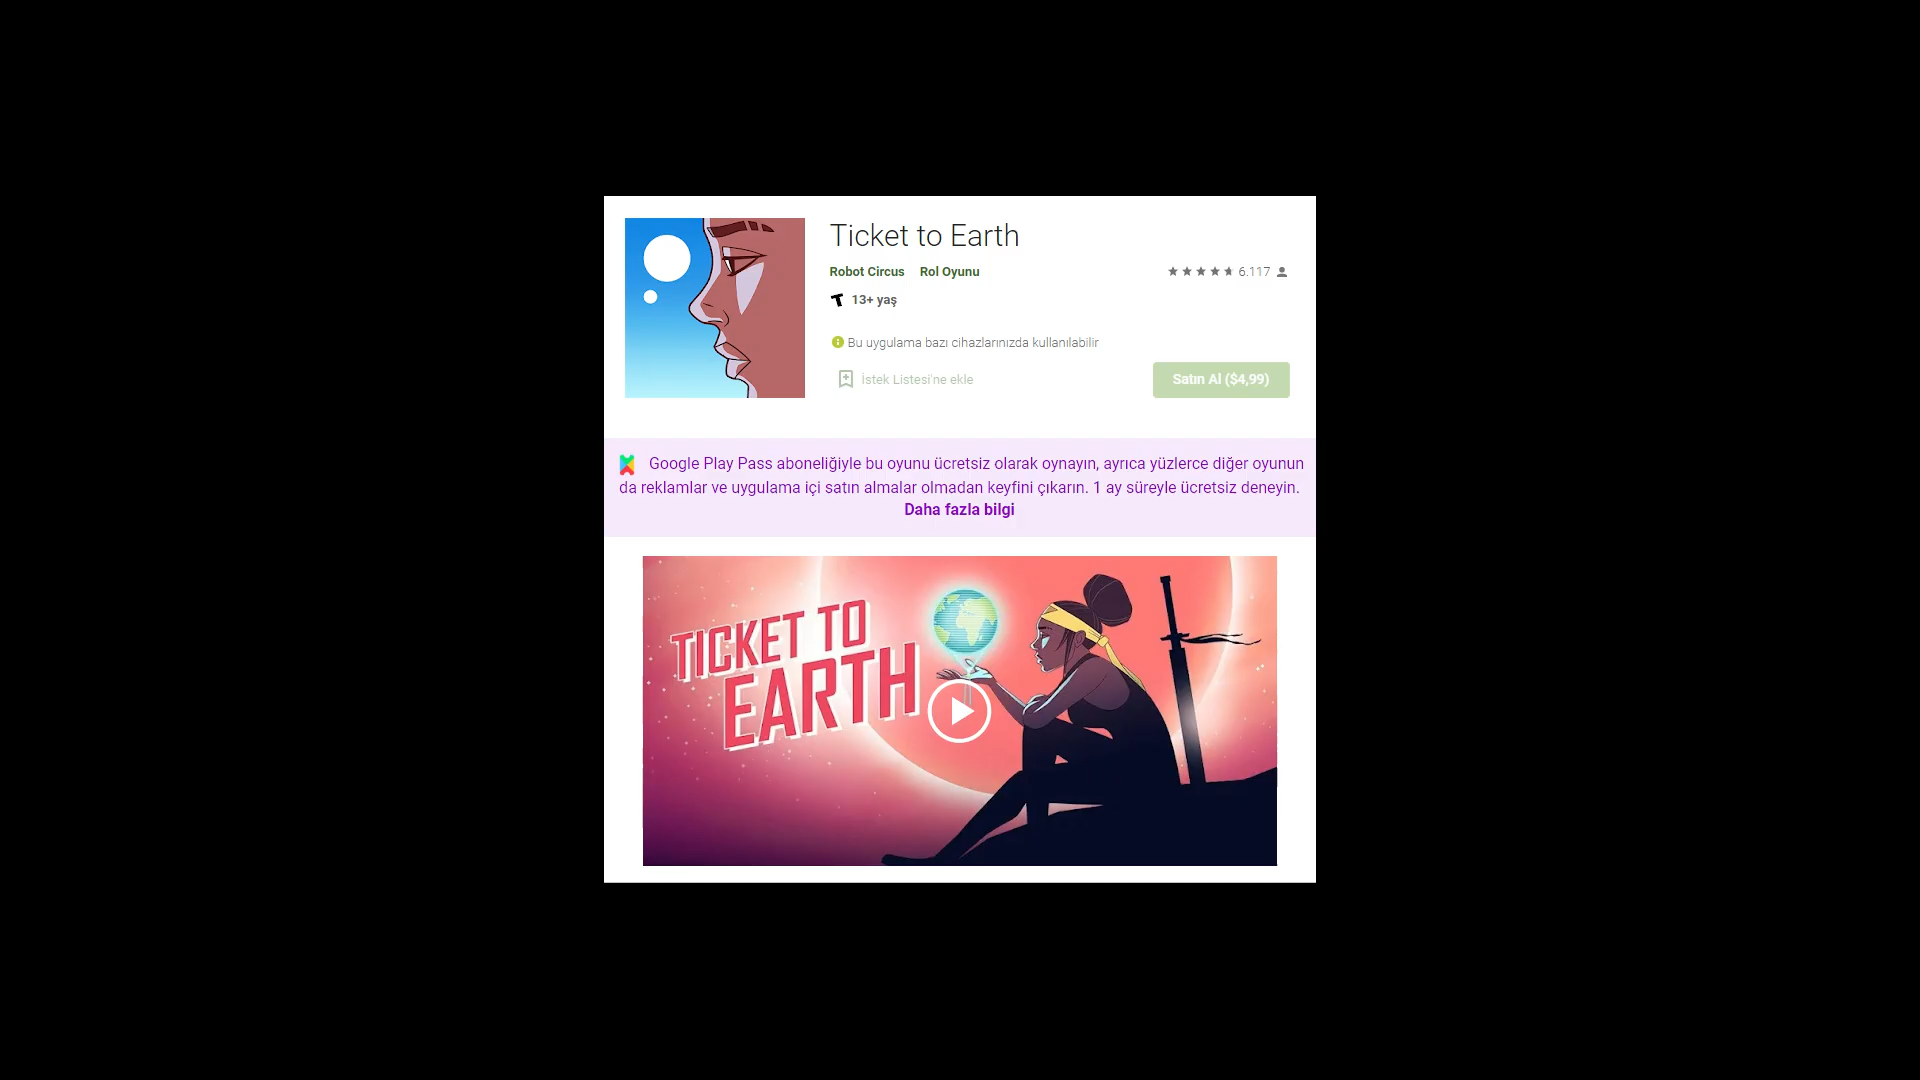 Ticket to Earth
Robot Circus Rol Oyunu 6.117
T 13+ yaş
Bu uygulama bazı cihazlarınızda kullanılabilir
İstek Listesi'ne ekle Satın Al ($4,99)
Google Play Pass aboneliğiyle bu oyunu ücretsiz olarak oynayın, ayrıca yüzlerce diğer oyunun
da reklamlar ve uygulama içi satın almalar olmadan keyfini çıkarın. 1 ay süreyle ücretsiz deneyin.
Daha fazla bilgi
TICKET TO
EARTH